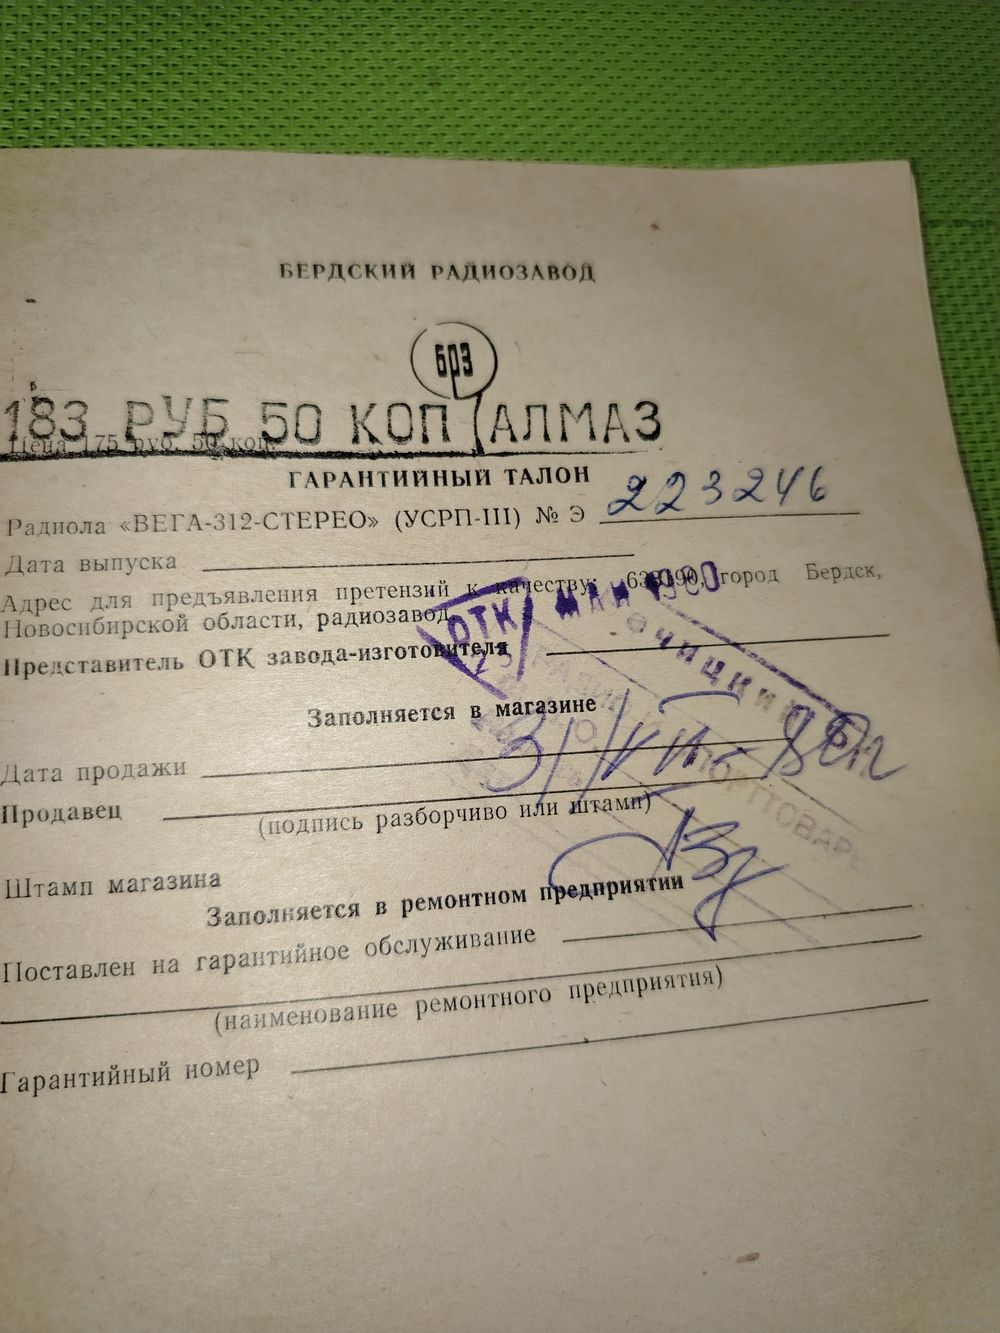 БЕРДСКИЙ РАДИОЗАВОД
БРЗ
183 РУБ 50 КОП (АЛМАЗ
Цена 175 руб. 50 коп.
ГАРАНТИЙНЫЙ ТАЛОН
Радиола «ВЕГА-312-СТЕРЕО» (УСРП-III) № Э 223246
Дата выпуска
МАЙ 1980
Адрес для предъявления претензий к качеству: 633190, город Бердск,
Новосибирской области, радиозавод
ОТК
Представитель ОТК завода-изготовителя
Заполняется в магазине
Дата продажи 31/VII-80г
Продавец
(подпись разборчиво или штамп)
Штамп магазина
Заполняется в ремонтном предприятии
Поставлен на гарантийное обслуживание
(наименование ремонтного предприятия)
Гарантийный номер